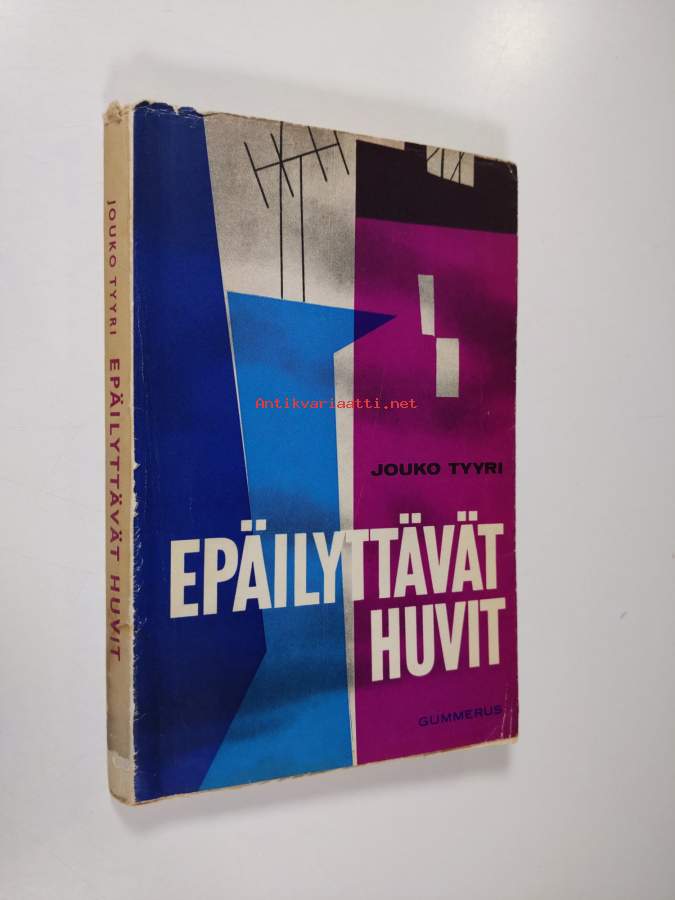 JOUKO TYYRI EPÄILYTTÄVÄT HUVIT
Antikvariaatti.net
JOUKO TYYRI
EPÄILYTTÄVÄT
HUVIT
GUMMERUS